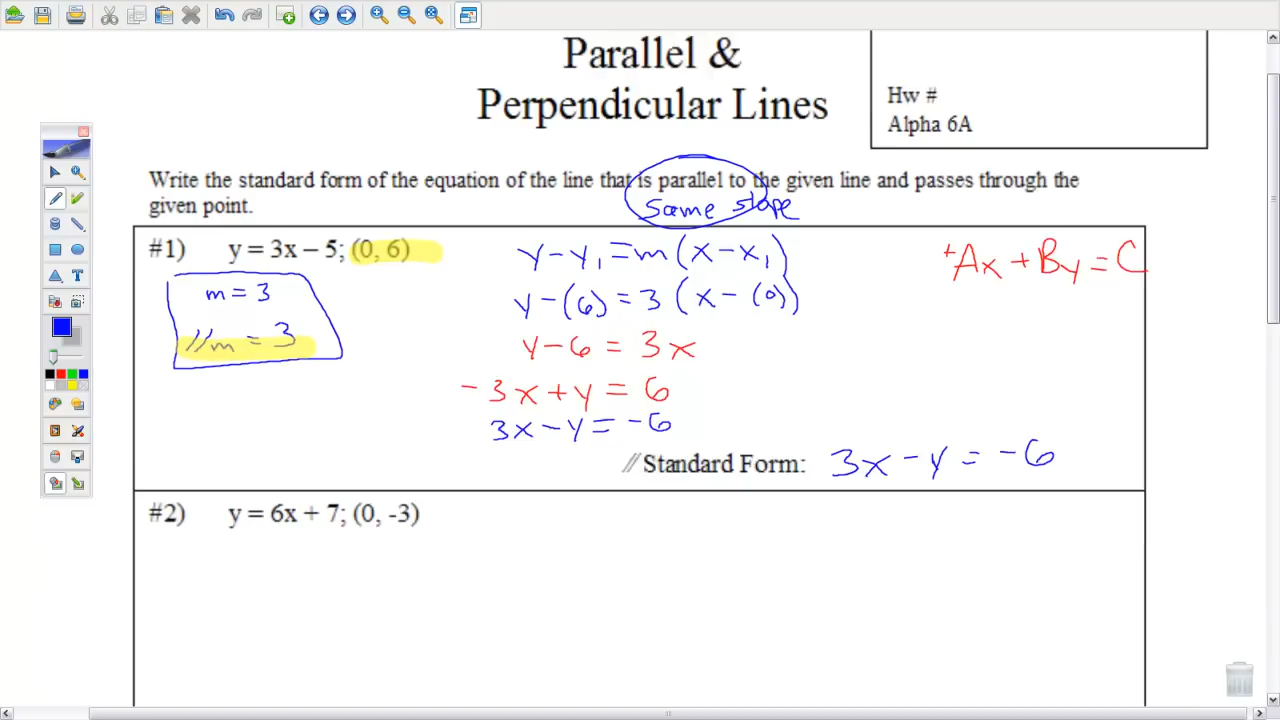 Parallel &
Perpendicular Lines
Hw #
Alpha 6A
Write the standard form of the equation of the line that is parallel to the given line and passes through the
given point.
same slope
#1) y = 3x – 5; (0, 6)
m = 3
//m = 3
y - y₁ = m(x - x₁)
y - (6) = 3(x - (0))
y - 6 = 3x
-3x + y = 6
3x - y = -6
+Ax + By = C
// Standard Form: 3x - y = -6
#2) y = 6x + 7; (0, -3)
T